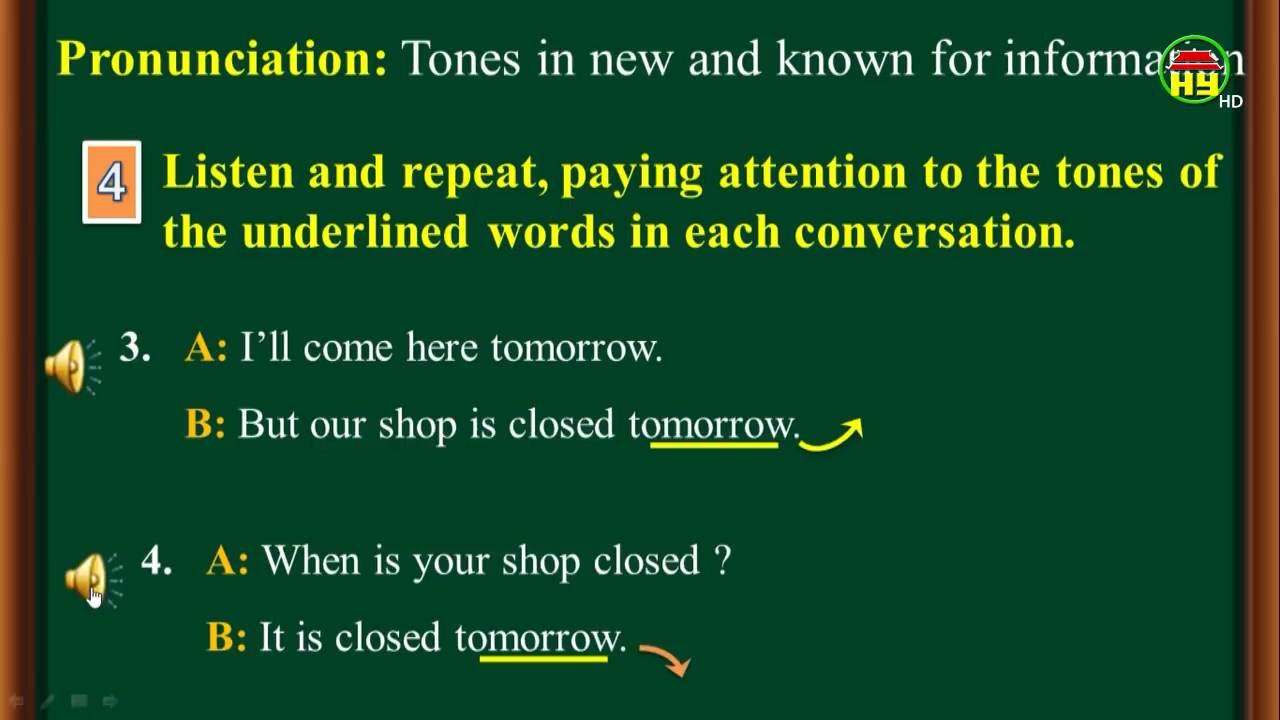 Pronunciation: Tones in new and known for information
HY
HD
4 Listen and repeat, paying attention to the tones of
the underlined words in each conversation.
3. A: I’ll come here tomorrow.
B: But our shop is closed tomorrow.
4. A: When is your shop closed ?
B: It is closed tomorrow.